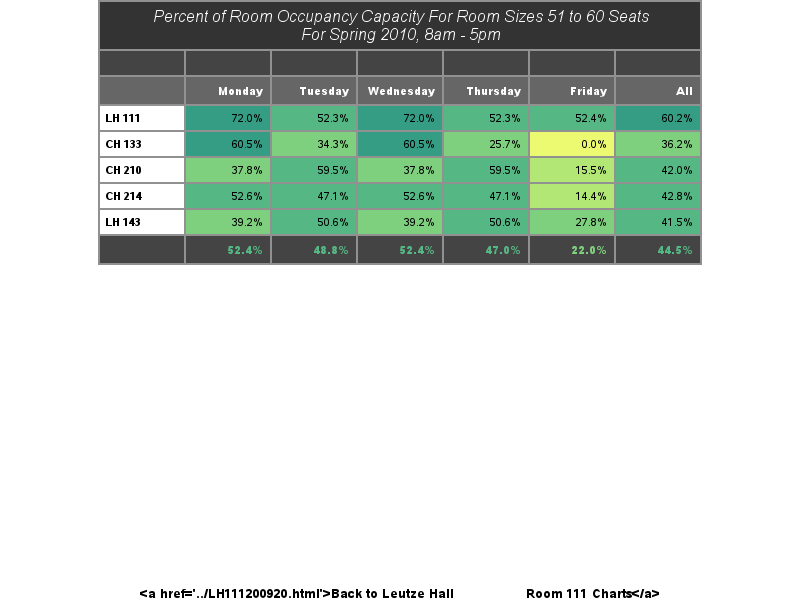 Percent of Room Occupancy Capacity For Room Sizes 51 to 60 Seats
For Spring 2010, 8am - 5pm
Monday Tuesday Wednesday Thursday Friday All
LH 111 72.0% 52.3% 72.0% 52.3% 52.4% 60.2%
CH 133 60.5% 34.3% 60.5% 25.7% 0.0% 36.2%
CH 210 37.8% 59.5% 37.8% 59.5% 15.5% 42.0%
CH 214 52.6% 47.1% 52.6% 47.1% 14.4% 42.8%
LH 143 39.2% 50.6% 39.2% 50.6% 27.8% 41.5%
52.4% 48.8% 52.4% 47.0% 22.0% 44.5%
<a href='../LH111200920.html'>Back to Leutze Hall Room 111 Charts</a>